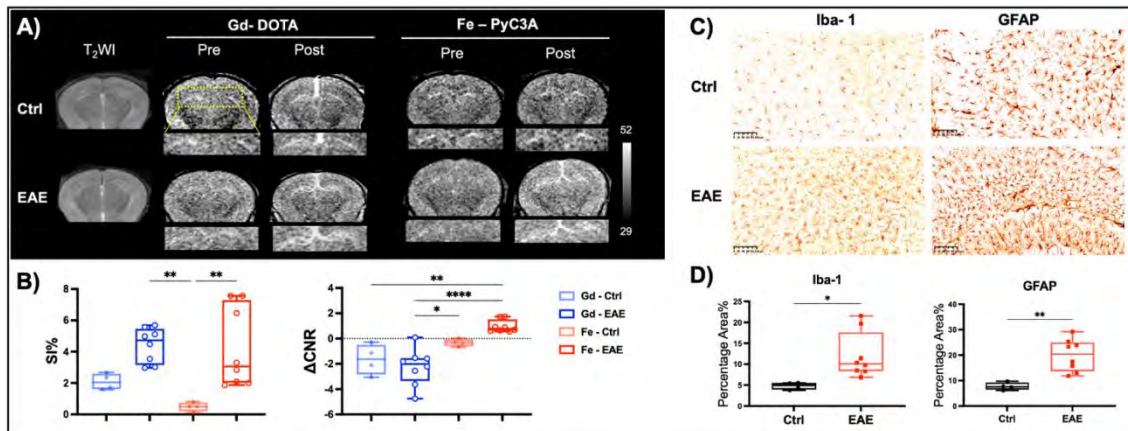 A)
Gd- DOTA
Fe – PyC3A
T₂WI
Pre
Post
Pre
Post
Ctrl
EAE
52
29
B)
SI%
8
6
4
2
0
**
**
ΔCNR
4
2
0
-2
-4
-6
**
****
*
Gd - Ctrl
Gd - EAE
Fe - Ctrl
Fe - EAE
C)
Iba- 1
GFAP
Ctrl
EAE
D)
Iba-1
Percentage Area%
25
20
15
10
5
0
*
Ctrl
EAE
GFAP
Percentage Area%
40
30
20
10
0
**
Ctrl
EAE